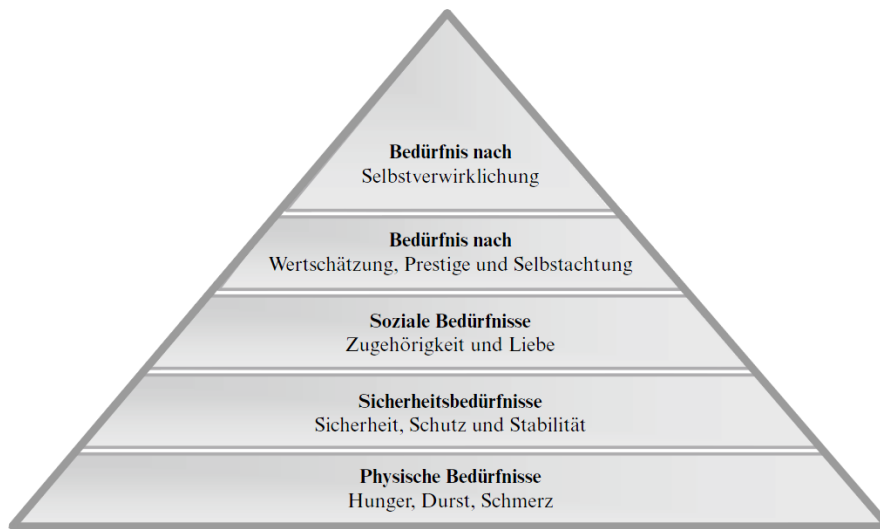 Bedürfnis nach
Selbstverwirklichung
Bedürfnis nach
Wertschätzung, Prestige und Selbstachtung
Soziale Bedürfnisse
Zugehörigkeit und Liebe
Sicherheitsbedürfnisse
Sicherheit, Schutz und Stabilität
Physische Bedürfnisse
Hunger, Durst, Schmerz